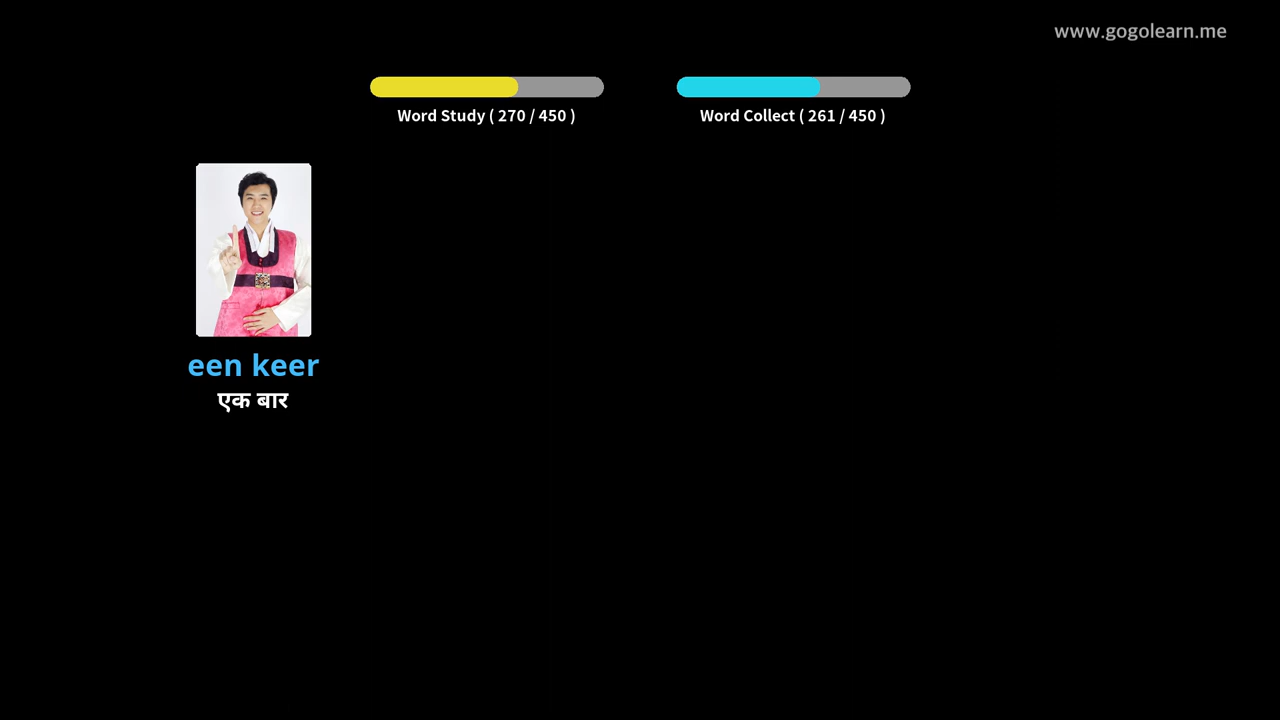 www.gogolearn.me
Word Study ( 270 / 450 )
Word Collect ( 261 / 450 )
een keer
एक बार